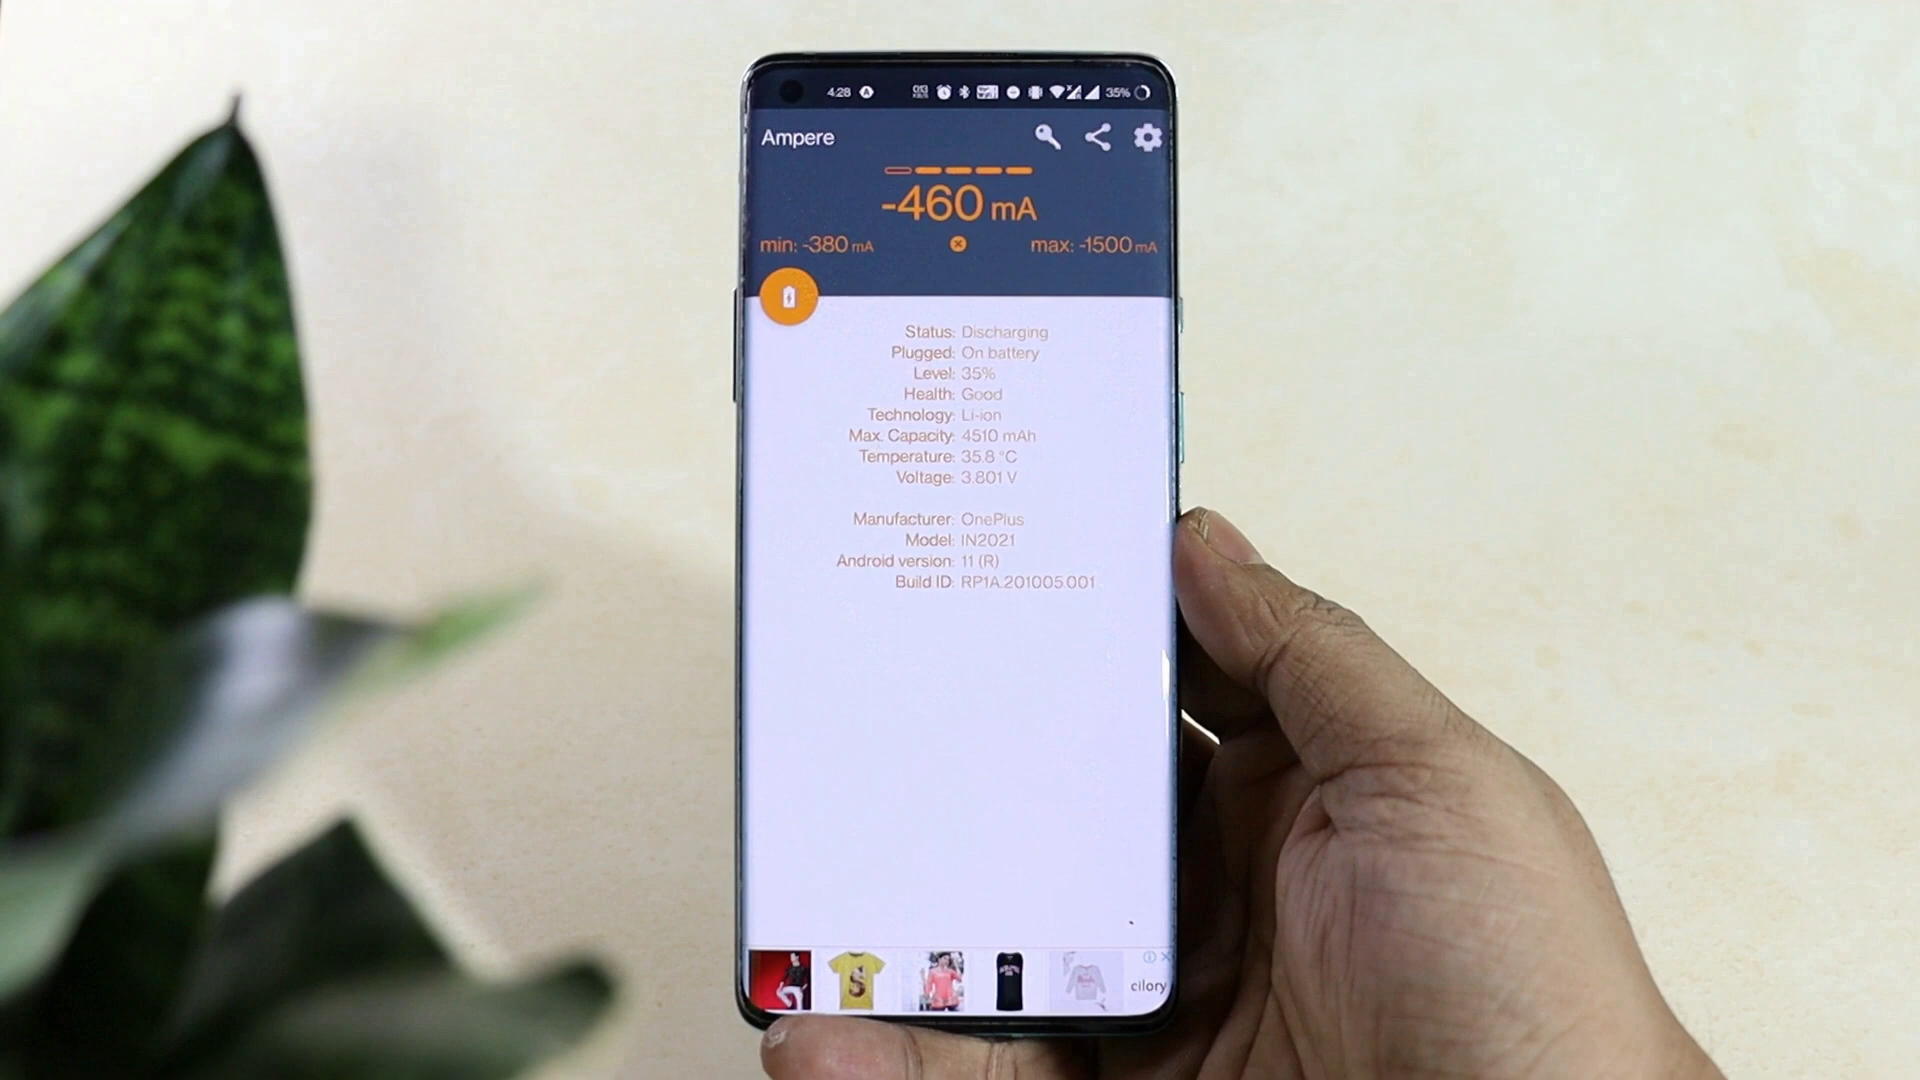 4:28 35%
Ampere
-460 mA
min: -380 mA max: -1500 mA
Status: Discharging
Plugged: On battery
Level: 35%
Health: Good
Technology: Li-ion
Max. Capacity: 4510 mAh
Temperature: 35.8 °C
Voltage: 3.801 V
Manufacturer: OnePlus
Model: IN2021
Android version: 11 (R)
Build ID: RP1A.201005.001
cilory